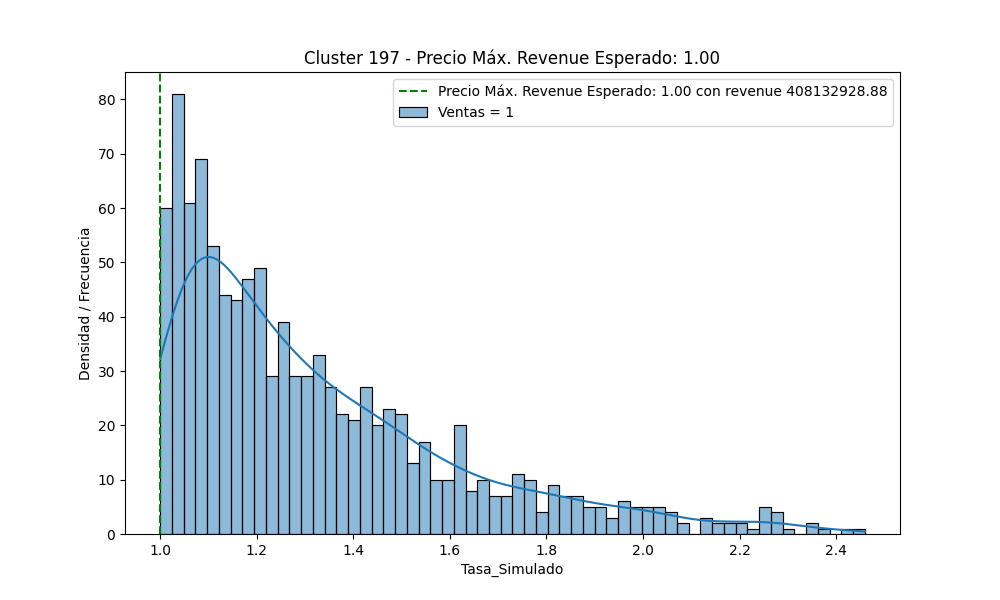 Cluster 197 - Precio Máx. Revenue Esperado: 1.00
Precio Máx. Revenue Esperado: 1.00 con revenue 408132928.88
Ventas = 1
Densidad / Frecuencia
80
70
60
50
40
30
20
10
0
1.0 1.2 1.4 1.6 1.8 2.0 2.2 2.4
Tasa_Simulado